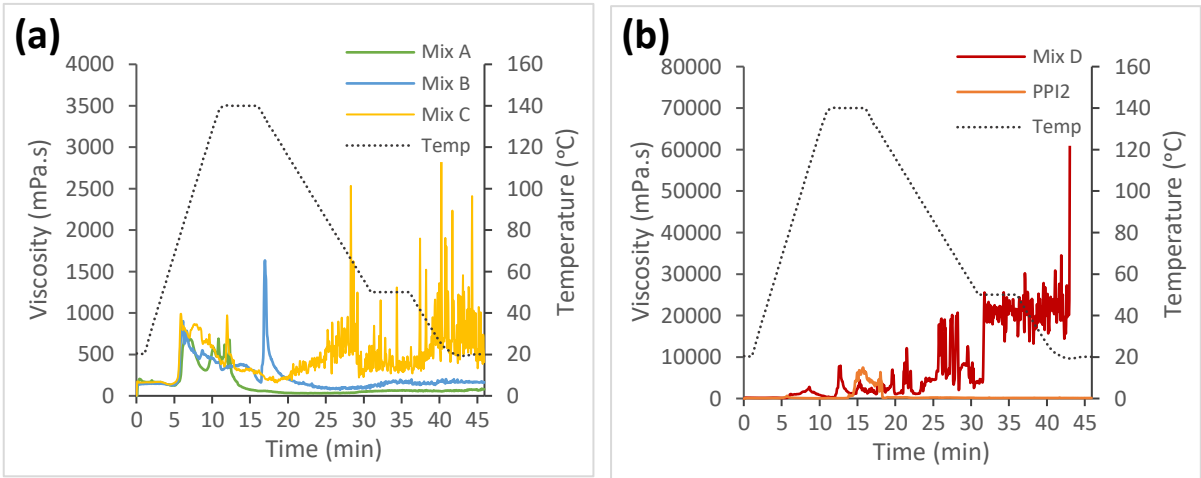 (a)
Mix A
Mix B
Mix C
Temp
Viscosity (mPa.s)
4000
3500
3000
2500
2000
1500
1000
500
0
Temperature (°C)
160
140
120
100
80
60
40
20
0
0 5 10 15 20 25 30 35 40 45
Time (min)
(b)
Mix D
PPI2
Temp
Viscosity (mPa.s)
80000
70000
60000
50000
40000
30000
20000
10000
0
Temperature (°C)
160
140
120
100
80
60
40
20
0
0 5 10 15 20 25 30 35 40 45
Time (min)